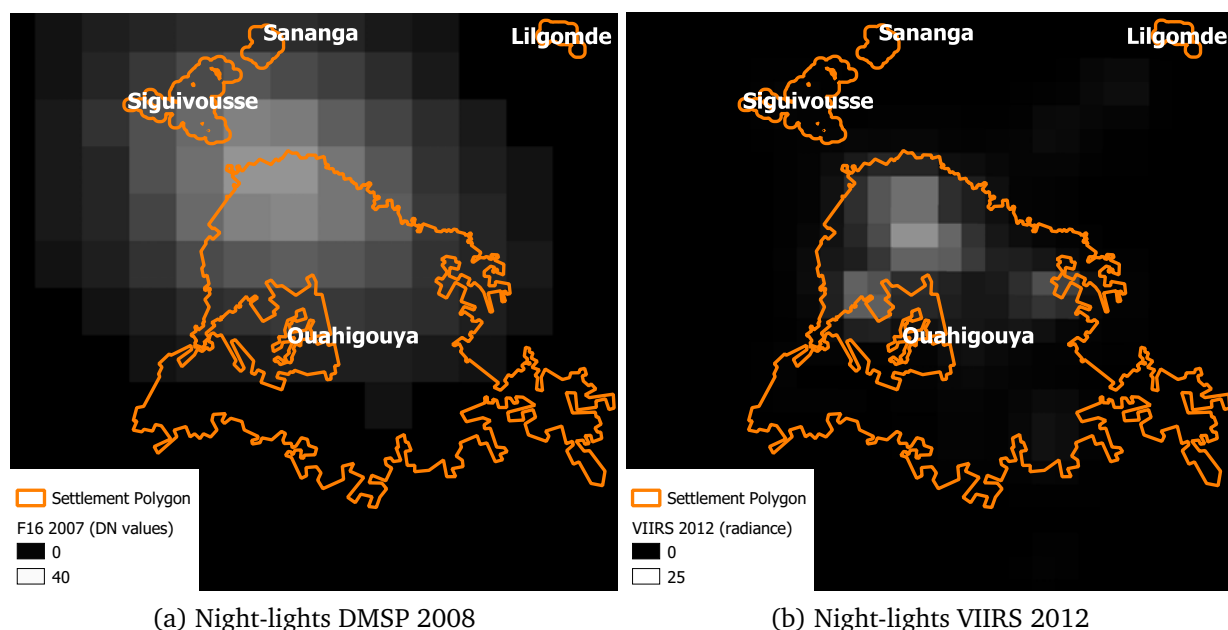 Sananga
Lilgomde
Siguivousse
Ouahigouya
Settlement Polygon
F16 2007 (DN values)
0
40
(a) Night-lights DMSP 2008
Sananga
Lilgomde
Siguivousse
Ouahigouya
Settlement Polygon
VIIRS 2012 (radiance)
0
25
(b) Night-lights VIIRS 2012